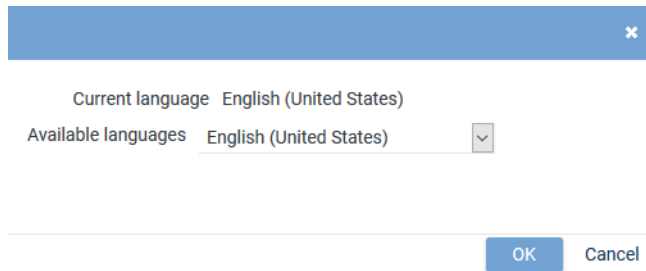 Current language English (United States)
Available languages English (United States)
OK Cancel